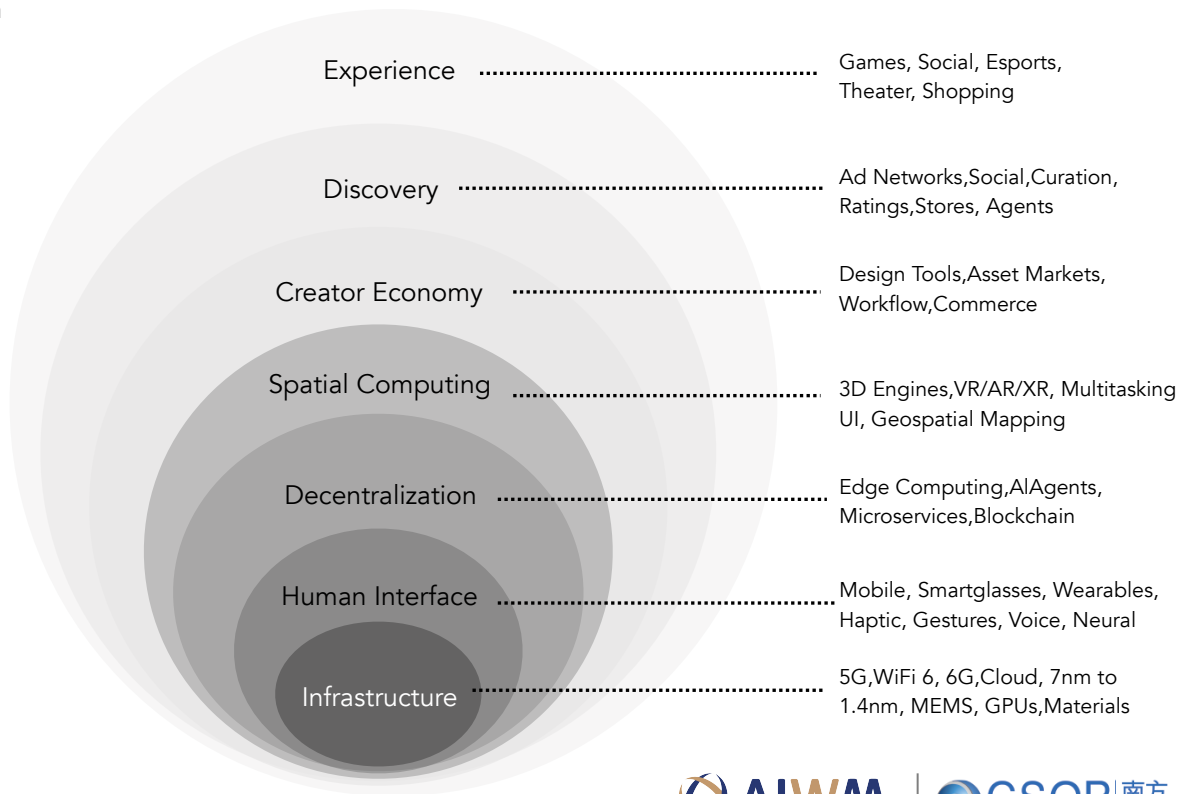 Experience
Games, Social, Esports,
Theater, Shopping
Discovery
Ad Networks,Social,Curation,
Ratings,Stores, Agents
Creator Economy
Design Tools,Asset Markets,
Workflow,Commerce
Spatial Computing
3D Engines,VR/AR/XR, Multitasking
UI, Geospatial Mapping
Decentralization
Edge Computing,AlAgents,
Microservices,Blockchain
Human Interface
Mobile, Smartglasses, Wearables,
Haptic, Gestures, Voice, Neural
Infrastructure
5G,WiFi 6, 6G,Cloud, 7nm to
1.4nm, MEMS, GPUs,Materials
南方